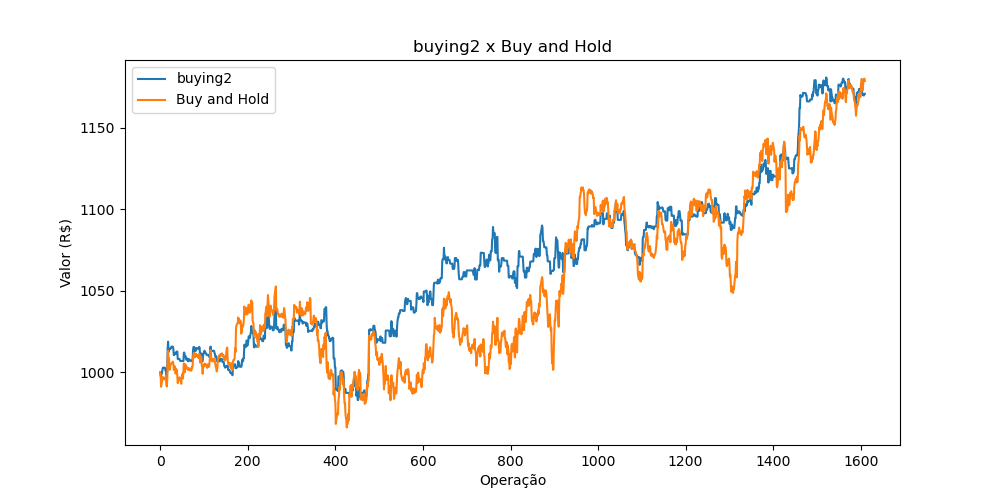 buying2 x Buy and Hold
buying2
Buy and Hold
Valor (R$)
1150
1100
1050
1000
0 200 400 600 800 1000 1200 1400 1600
Operação